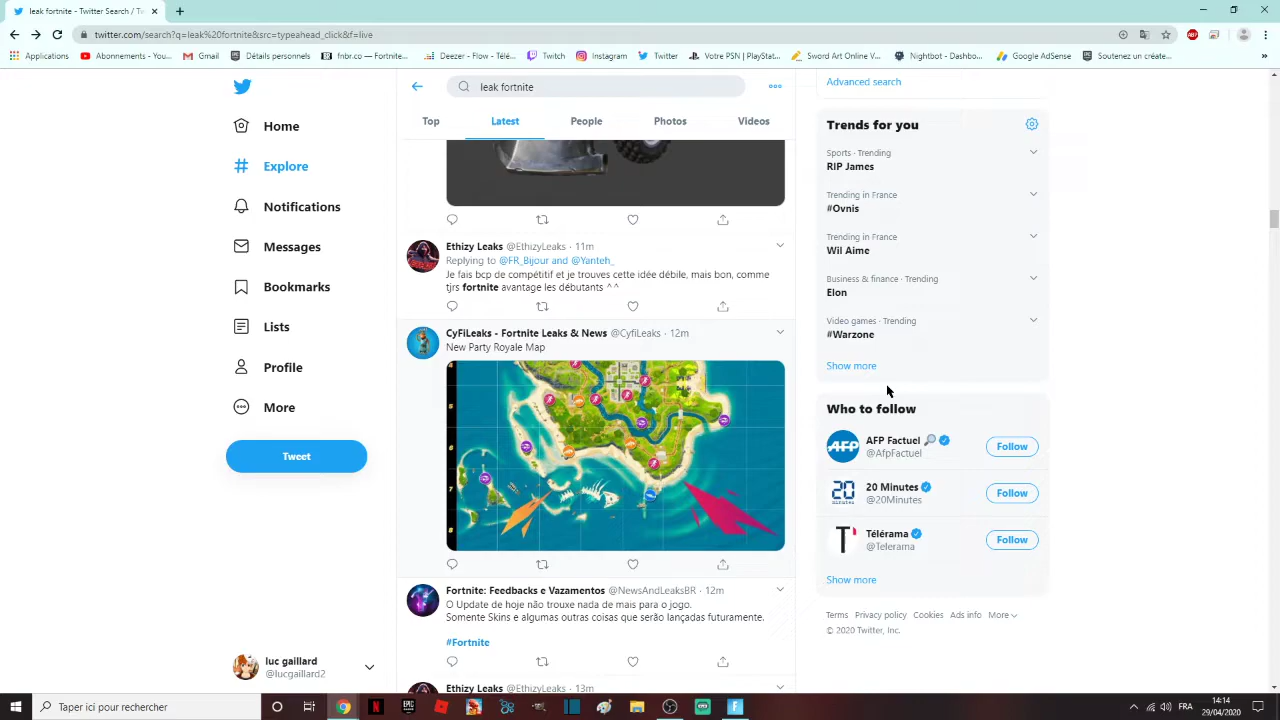 leak fortnite - Twitter Search / Tw
twitter.com/search?q=leak%20fortnite&src=typeahead_click&f=live
Applications
Abonnements - You...
Gmail
Détails personnels
fnbr.co — Fortnite...
Deezer - Flow - Télé...
Twitch
Instagram
Twitter
Votre PSN | PlayStat...
Sword Art Online V...
Nightbot - Dashbo...
Google AdSense
Soutenez un créate...
»
Home
Explore
Notifications
Messages
Bookmarks
Lists
Profile
More
Tweet
luc gaillard
@lucgaillard2
leak fortnite
Top
Latest
People
Photos
Videos
Ethizy Leaks @EthizyLeaks · 11m
Replying to @FR_Bijour and @Yanteh_
Je fais bcp de compétitif et je trouves cette idée débile, mais bon, comme
tjrs fortnite avantage les débutants ^^
CyFiLeaks - Fortnite Leaks & News @CyfiLeaks · 12m
New Party Royale Map
Fortnite: Feedbacks e Vazamentos @NewsAndLeaksBR · 12m
O Update de hoje não trouxe nada de mais para o jogo.
Somente Skins e algumas outras coisas que serão lançadas futuramente.
#Fortnite
Ethizy Leaks @EthizyLeaks · 13m
Advanced search
Trends for you
Sports · Trending
RIP James
Trending in France
#Ovnis
Trending in France
Wil Aime
Business & finance · Trending
Elon
Video games · Trending
#Warzone
Show more
Who to follow
AFP
AFP Factuel
@AfpFactuel
Follow
20
minutes
20 Minutes
@20Minutes
Follow
T
Télérama
@Telerama
Follow
Show more
Terms Privacy policy Cookies Ads info More
© 2020 Twitter, Inc.
Taper ici pour rechercher
FRA
14:14
29/04/2020